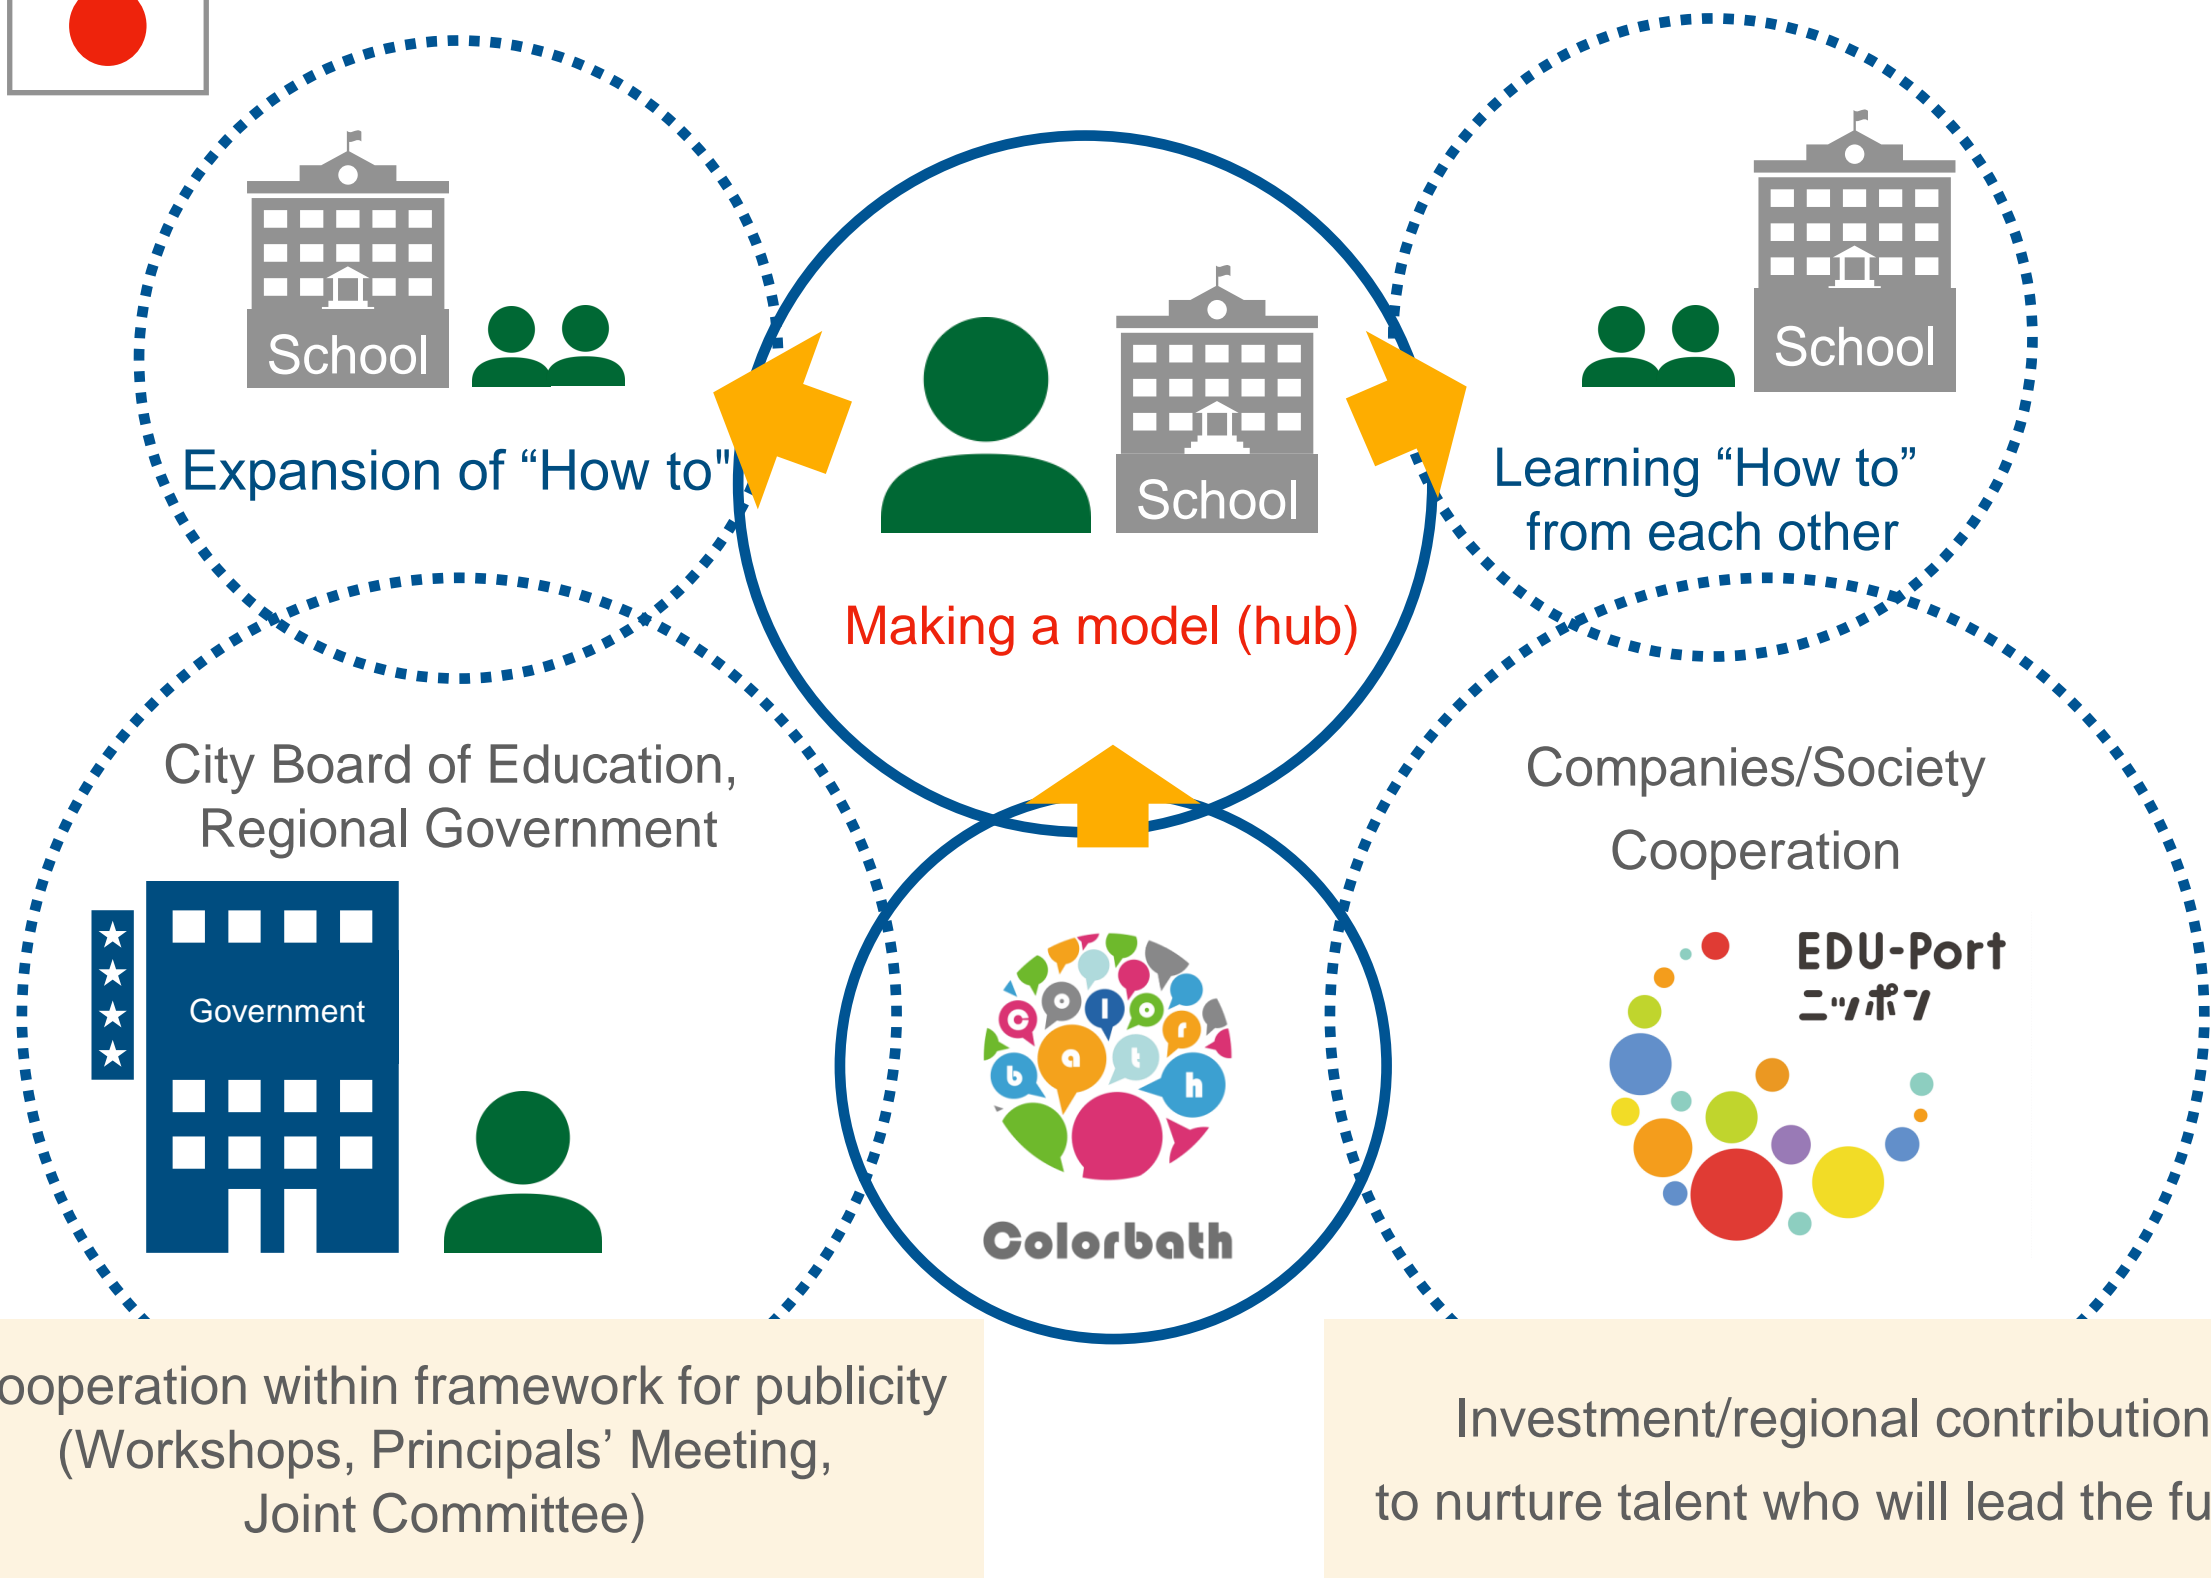 School
Expansion of “How to"
School
Making a model (hub)
School
Learning “How to”
from each other
City Board of Education,
Regional Government
Government
Color
bath
Colorbath
Companies/Society
Cooperation
EDU-Port
ニッポン
ooperation within framework for publicity
(Workshops, Principals’ Meeting,
Joint Committee)
Investment/regional contribution
to nurture talent who will lead the fu